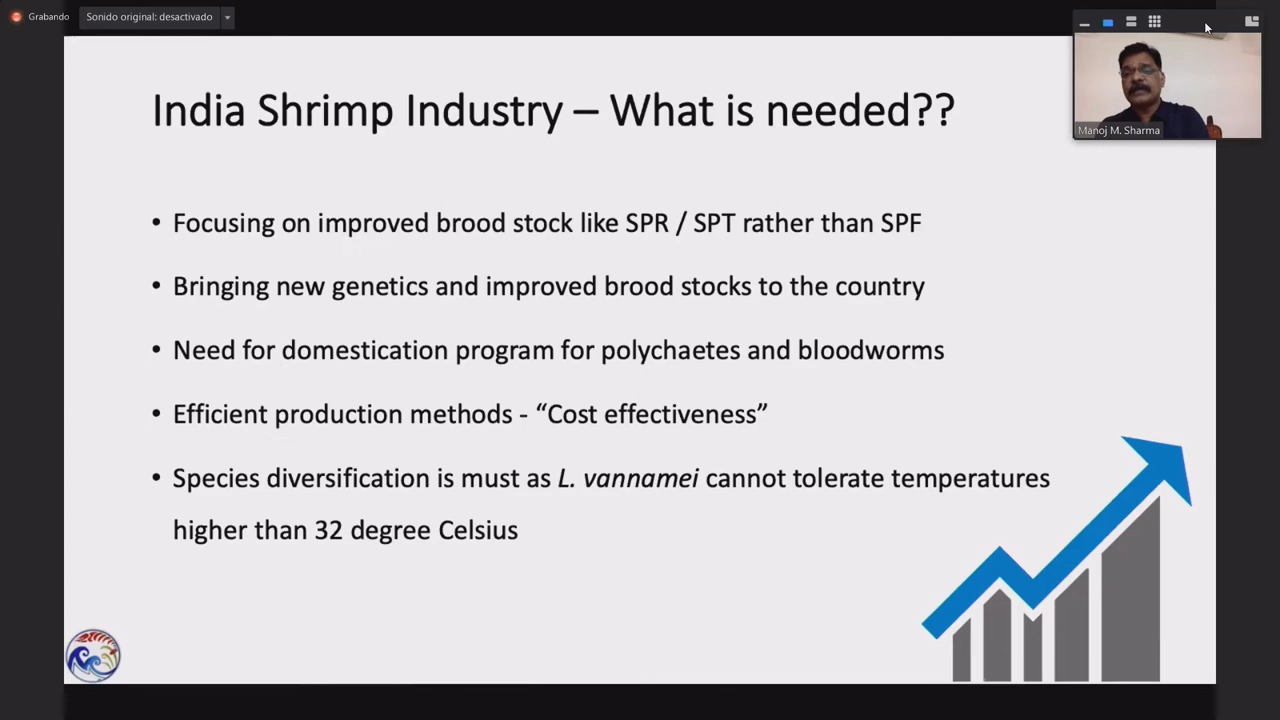 Grabando
Sonido original: desactivado
India Shrimp Industry – What is needed??
Manoj M. Sharma
• Focusing on improved brood stock like SPR / SPT rather than SPF
• Bringing new genetics and improved brood stocks to the country
• Need for domestication program for polychaetes and bloodworms
• Efficient production methods - “Cost effectiveness”
• Species diversification is must as L. vannamei cannot tolerate temperatures
higher than 32 degree Celsius